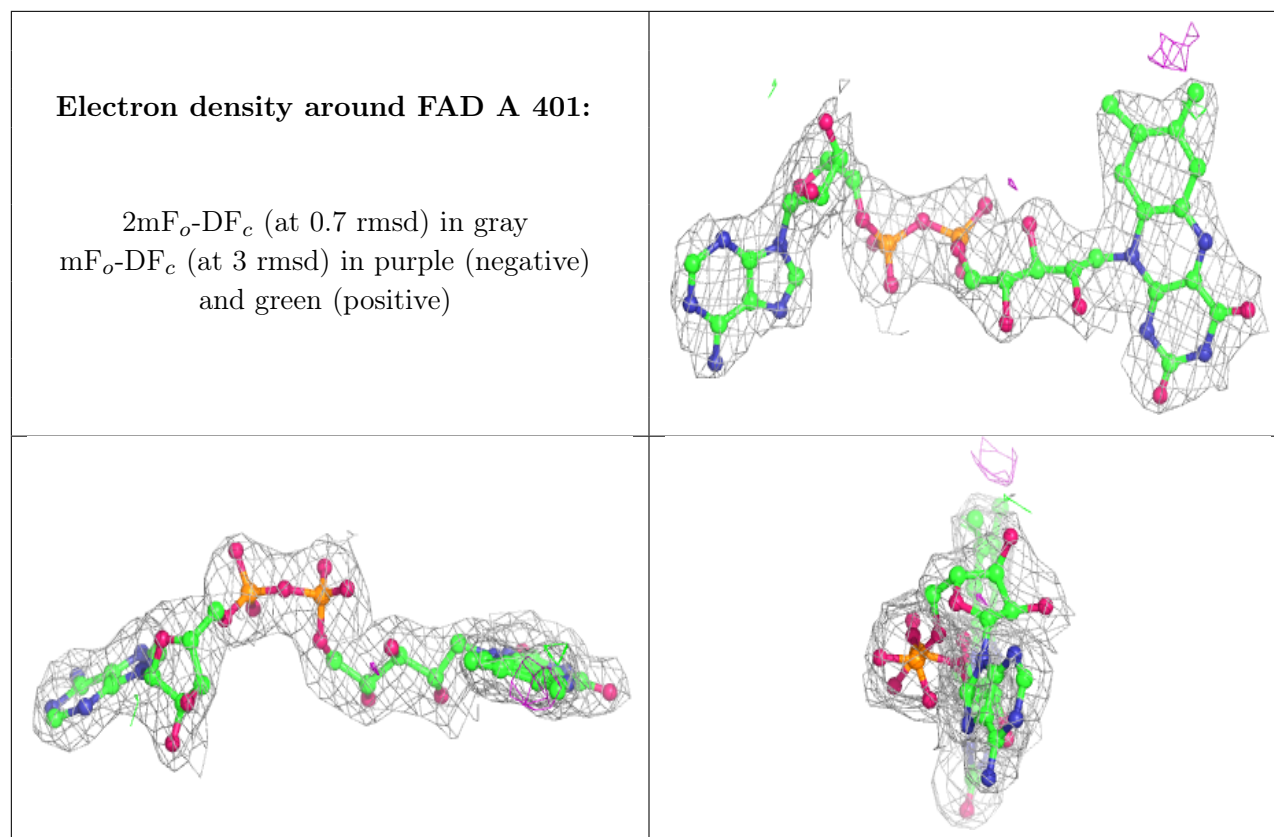 Electron density around FAD A 401:
2mFo-DFc (at 0.7 rmsd) in gray
mFo-DFc (at 3 rmsd) in purple (negative)
and green (positive)